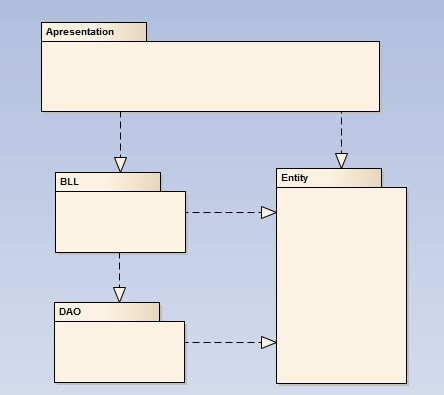 Apresentation
BLL
Entity
DAO